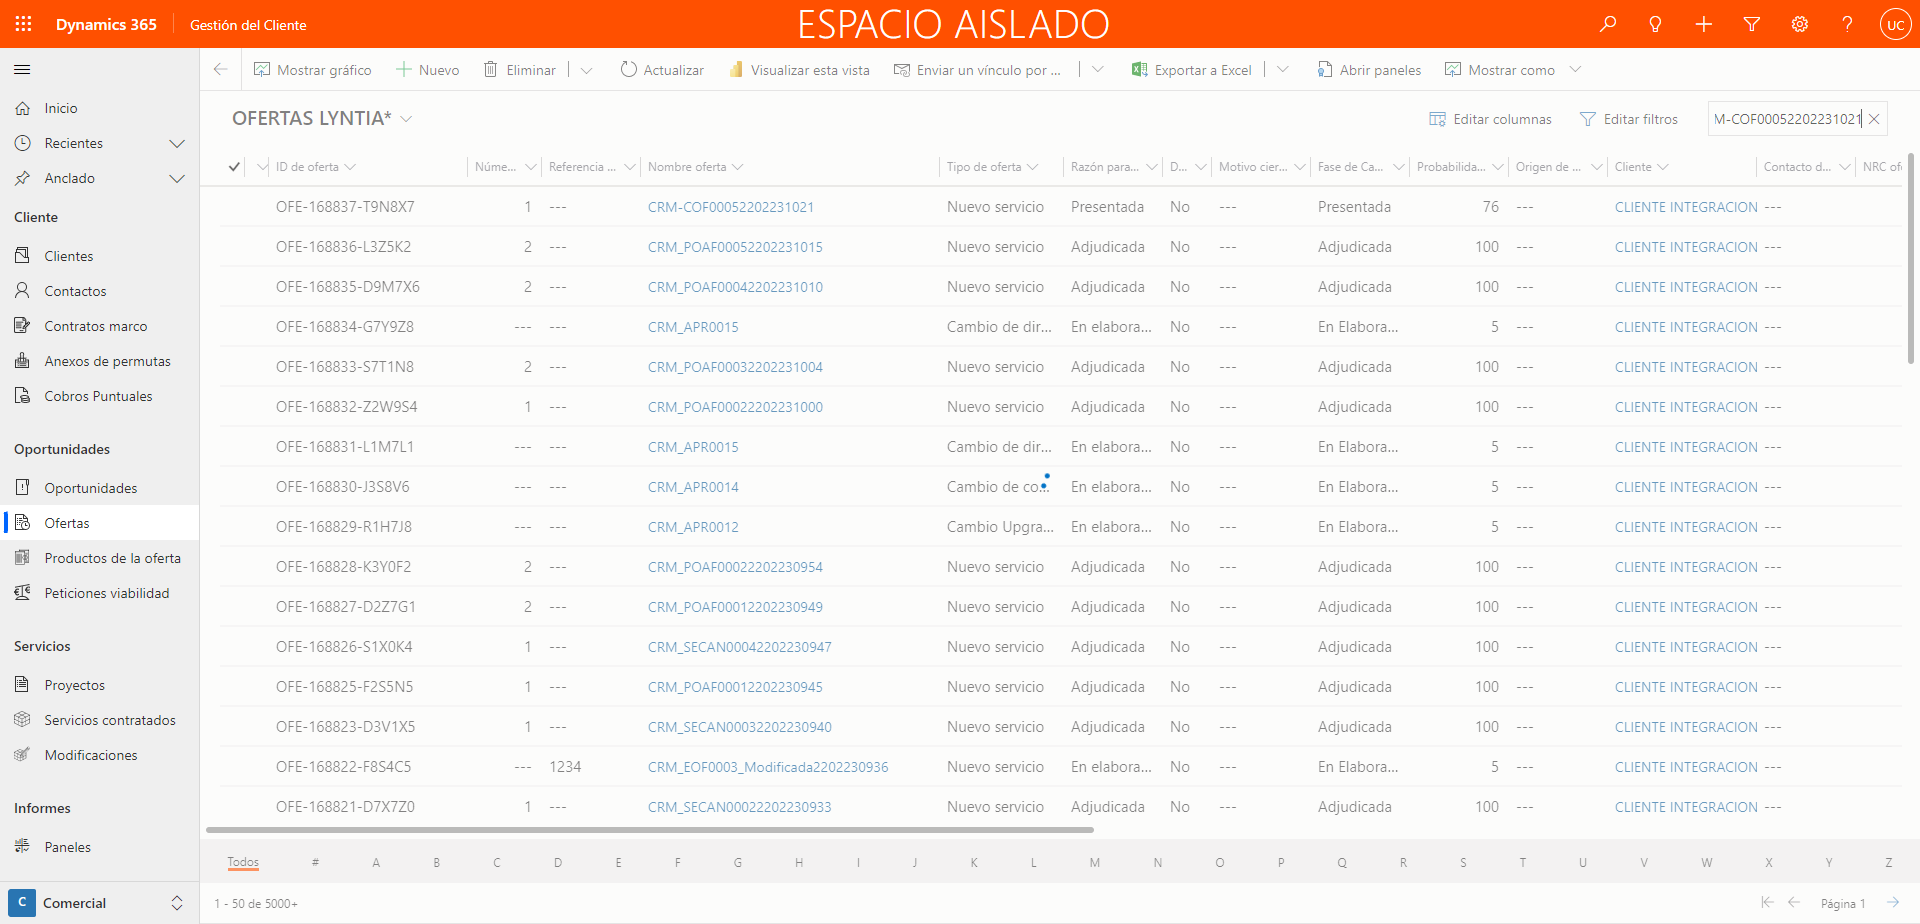 Dynamics 365 Gestión del Cliente ESPACIO AISLADO ? UC
Mostrar gráfico Nuevo Eliminar Actualizar Visualizar esta vista Enviar un vínculo por ... Exportar a Excel Abrir paneles Mostrar como
Inicio
Recientes
Anclado
Cliente
Clientes
Contactos
Contratos marco
Anexos de permutas
Cobros Puntuales
Oportunidades
Oportunidades
Ofertas
Productos de la oferta
Peticiones viabilidad
Servicios
Proyectos
Servicios contratados
Modificaciones
Informes
Paneles
C Comercial
OFERTAS LYNTIA* Editar columnas Editar filtros M-COF00052202231021
ID de oferta Núme... Referencia ... Nombre oferta Tipo de oferta Razón para... D... Motivo cier... Fase de Ca... Probabilida... Origen de ... Cliente Contacto d... NRC of
OFE-168837-T9N8X7 1 --- CRM-COF00052202231021 Nuevo servicio Presentada No --- Presentada 76 --- CLIENTE INTEGRACION ---
OFE-168836-L3Z5K2 2 --- CRM_POAF00052202231015 Nuevo servicio Adjudicada No --- Adjudicada 100 --- CLIENTE INTEGRACION ---
OFE-168835-D9M7X6 2 --- CRM_POAF00042202231010 Nuevo servicio Adjudicada No --- Adjudicada 100 --- CLIENTE INTEGRACION ---
OFE-168834-G7Y9Z8 --- --- CRM_APR0015 Cambio de dir... En elabora... No --- En Elabora... 5 --- CLIENTE INTEGRACION ---
OFE-168833-S7T1N8 2 --- CRM_POAF00032202231004 Nuevo servicio Adjudicada No --- Adjudicada 100 --- CLIENTE INTEGRACION ---
OFE-168832-Z2W9S4 1 --- CRM_POAF00022202231000 Nuevo servicio Adjudicada No --- Adjudicada 100 --- CLIENTE INTEGRACION ---
OFE-168831-L1M7L1 --- --- CRM_APR0015 Cambio de dir... En elabora... No --- En Elabora... 5 --- CLIENTE INTEGRACION ---
OFE-168830-J3S8V6 --- --- CRM_APR0014 Cambio de co... En elabora... No --- En Elabora... 5 --- CLIENTE INTEGRACION ---
OFE-168829-R1H7J8 --- --- CRM_APR0012 Cambio Upgra... En elabora... No --- En Elabora... 5 --- CLIENTE INTEGRACION ---
OFE-168828-K3Y0F2 2 --- CRM_POAF00022202230954 Nuevo servicio Adjudicada No --- Adjudicada 100 --- CLIENTE INTEGRACION ---
OFE-168827-D2Z7G1 2 --- CRM_POAF00012202230949 Nuevo servicio Adjudicada No --- Adjudicada 100 --- CLIENTE INTEGRACION ---
OFE-168826-S1X0K4 1 --- CRM_SECAN00042202230947 Nuevo servicio Adjudicada No --- Adjudicada 100 --- CLIENTE INTEGRACION ---
OFE-168825-F2S5N5 1 --- CRM_POAF00012202230945 Nuevo servicio Adjudicada No --- Adjudicada 100 --- CLIENTE INTEGRACION ---
OFE-168823-D3V1X5 1 --- CRM_SECAN00032202230940 Nuevo servicio Adjudicada No --- Adjudicada 100 --- CLIENTE INTEGRACION ---
OFE-168822-F8S4C5 --- 1234 CRM_EOF0003_Modificada2202230936 Nuevo servicio En elabora... No --- En Elabora... 5 --- CLIENTE INTEGRACION ---
OFE-168821-D7X7Z0 1 --- CRM_SECAN00022202230933 Nuevo servicio Adjudicada No --- Adjudicada 100 --- CLIENTE INTEGRACION ---
Todos # A B C D E F G H I J K L M N O P Q R S T U V W X Y Z
1 - 50 de 5000+ Página 1